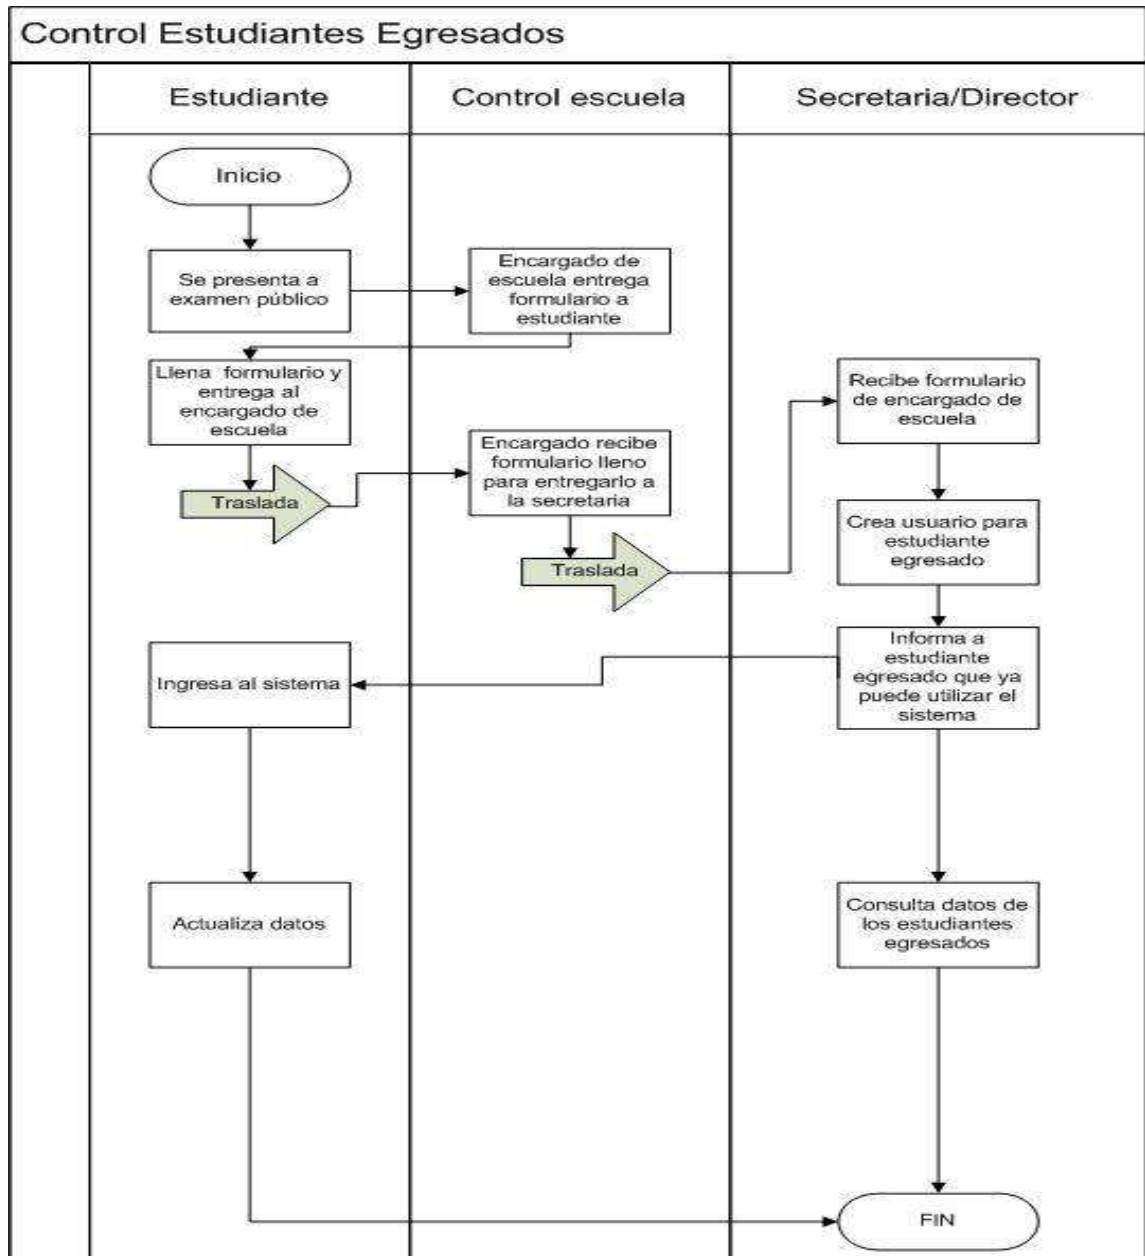 Control Estudiantes Egresados
Estudiante
Control escuela
Secretaria/Director
Inicio
Se presenta a
examen público
Encargado de
escuela entrega
formulario a
estudiante
Llena formulario y
entrega al
encargado de
escuela
Traslada
Encargado recibe
formulario lleno
para entregarlo a
la secretaria
Traslada
Recibe formulario
de encargado de
escuela
Crea usuario para
estudiante
egresado
Informa a
estudiante
egresado que ya
puede utilizar el
sistema
Ingresa al sistema
Actualiza datos
Consulta datos de
los estudiantes
egresados
FIN